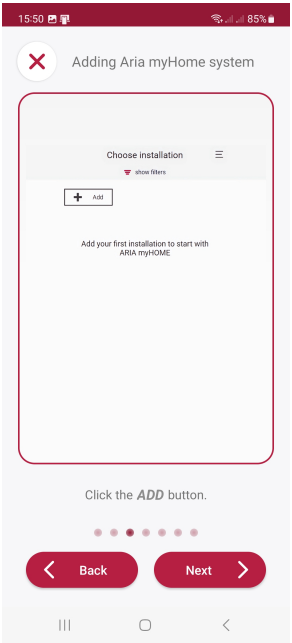 15:50 85%
Adding Aria myHome system
Choose installation
show filters
Add
Add your first installation to start with
ARIA myHOME
Click the ADD button.
Back Next